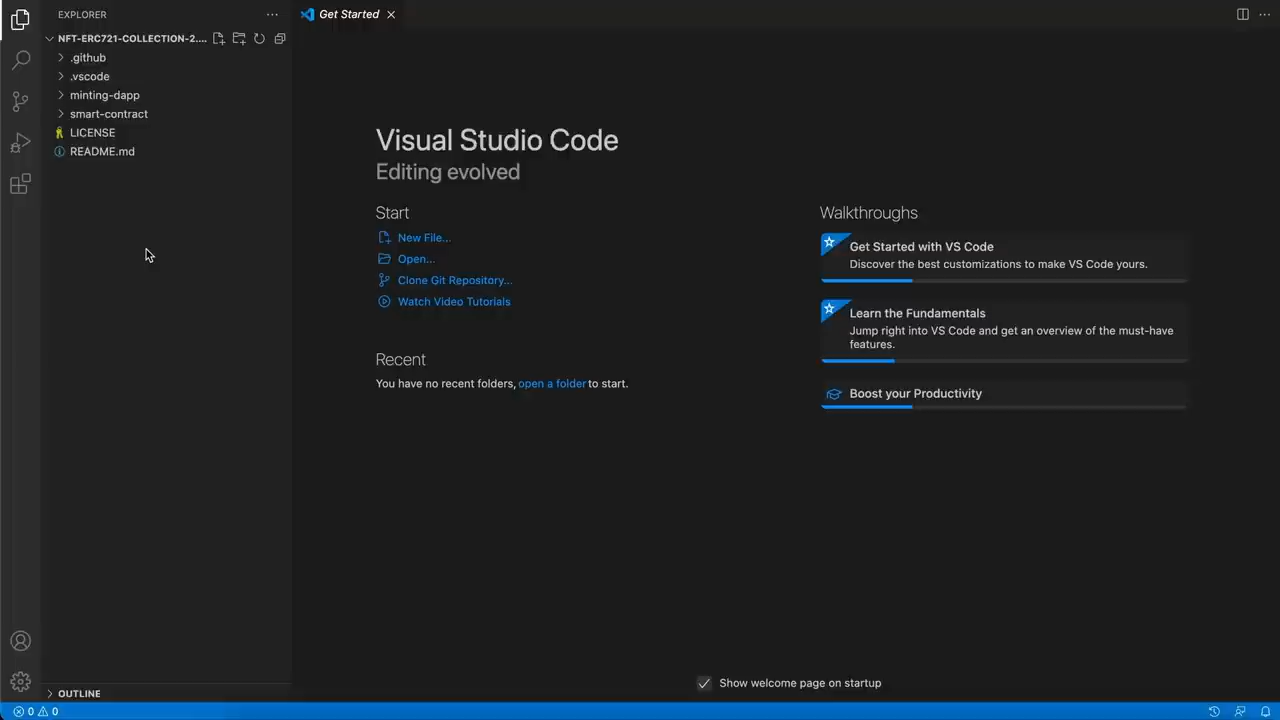 EXPLORER
NFT-ERC721-COLLECTION-2....
.github
.vscode
minting-dapp
smart-contract
LICENSE
README.md
OUTLINE
Get Started
Visual Studio Code
Editing evolved
Start
New File...
Open...
Clone Git Repository...
Watch Video Tutorials
Recent
You have no recent folders, open a folder to start.
Walkthroughs
Get Started with VS Code
Discover the best customizations to make VS Code yours.
Learn the Fundamentals
Jump right into VS Code and get an overview of the must-have
features.
Boost your Productivity
Show welcome page on startup
0 0